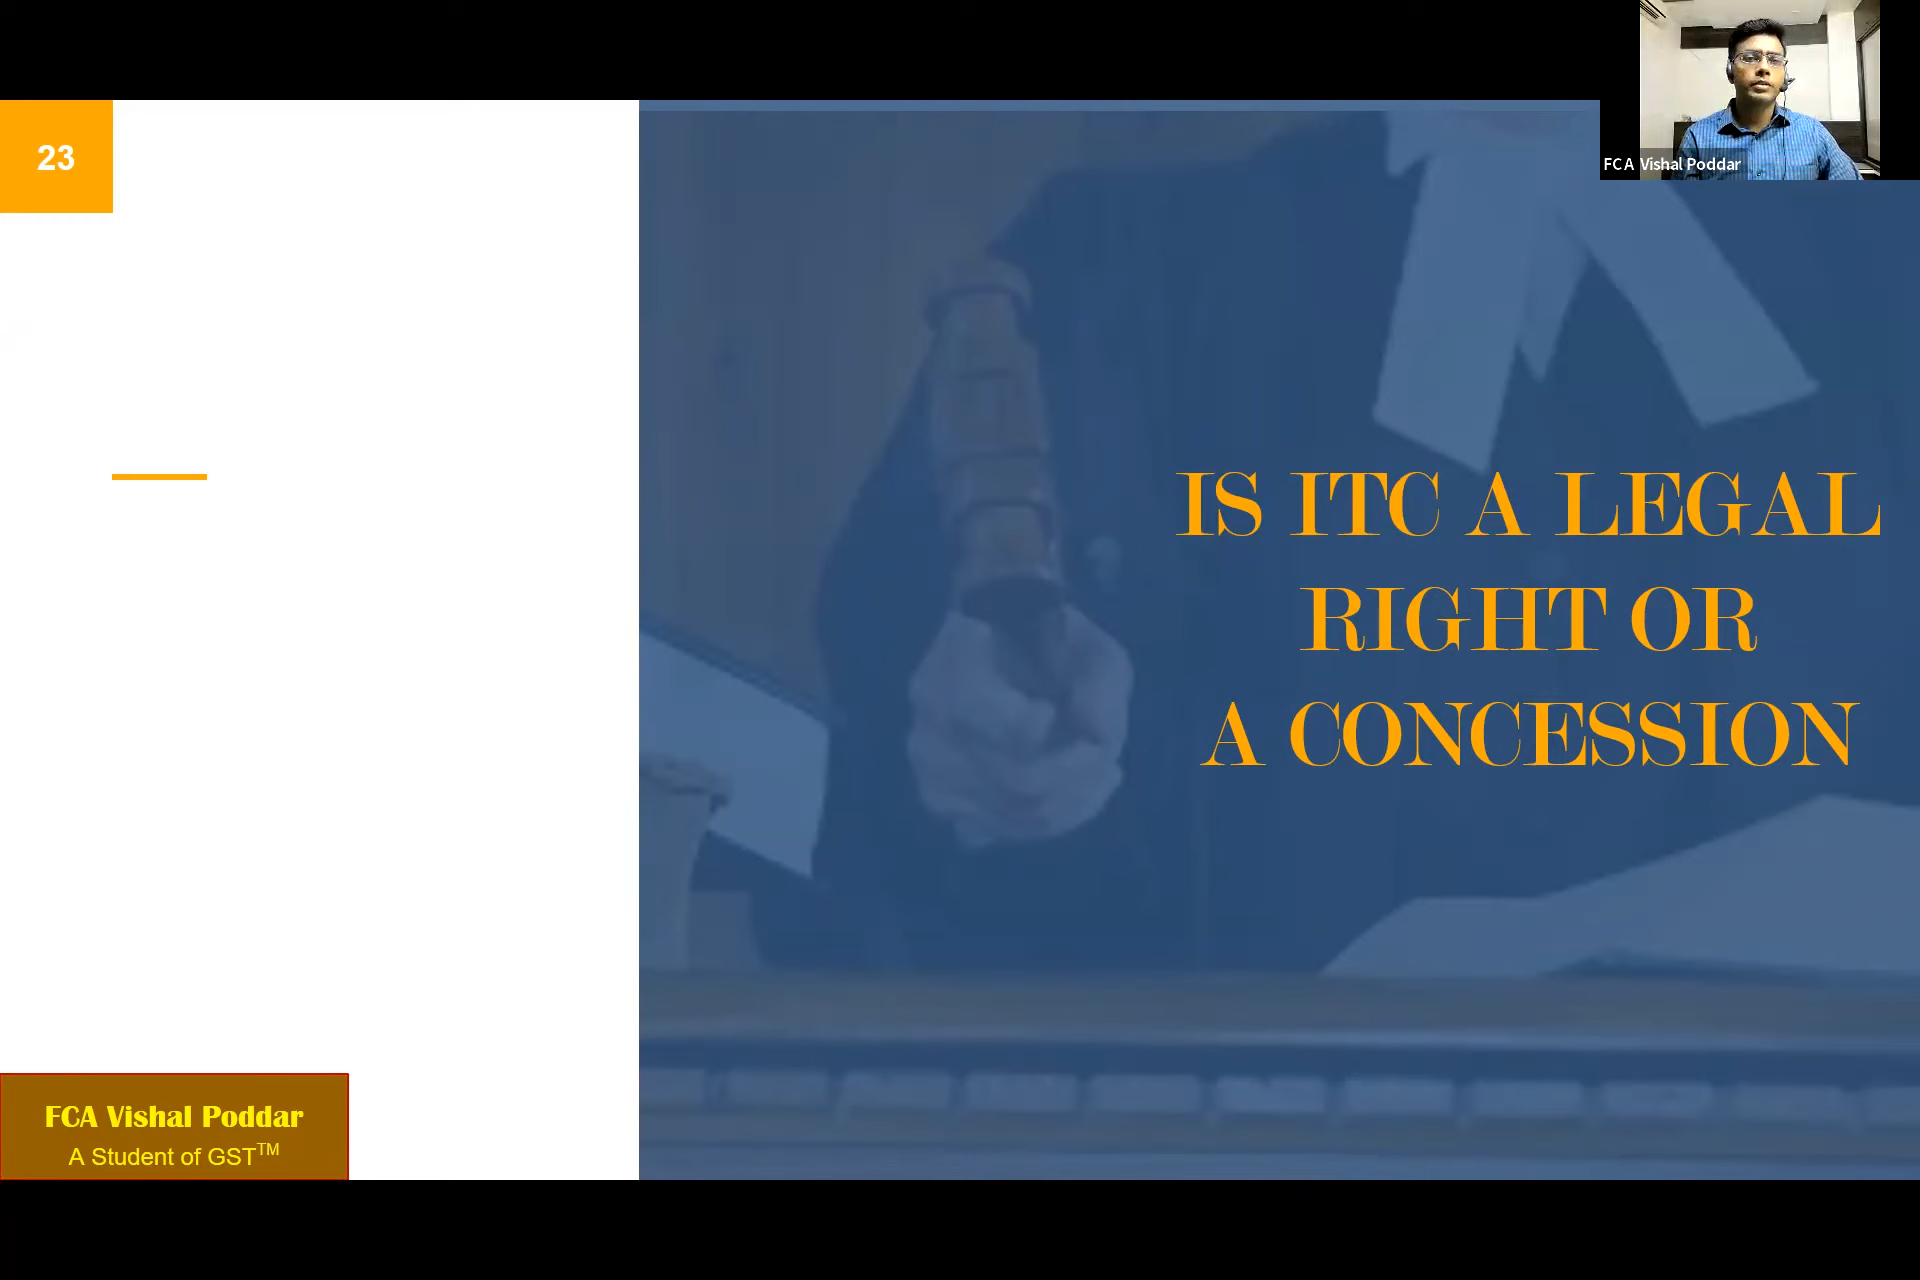 FCA Vishal Poddar
23
IS ITC A LEGAL
RIGHT OR
A CONCESSION
FCA Vishal Poddar
A Student of GST™